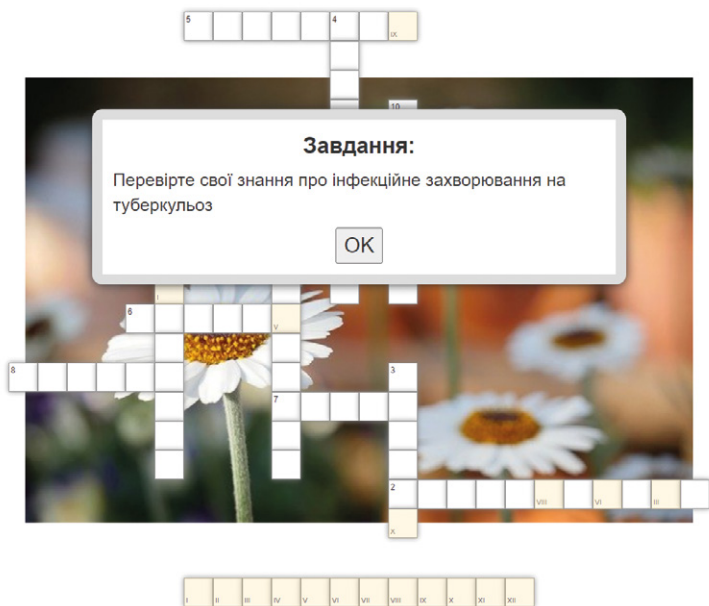 5 4
IX
10
Завдання:
Перевірте свої знання про інфекційне захворювання на
туберкульоз
OK
I
6 V
8 3
7
2 VIII VI III
X
I II III IV V VI VII VIII IX X XI XII